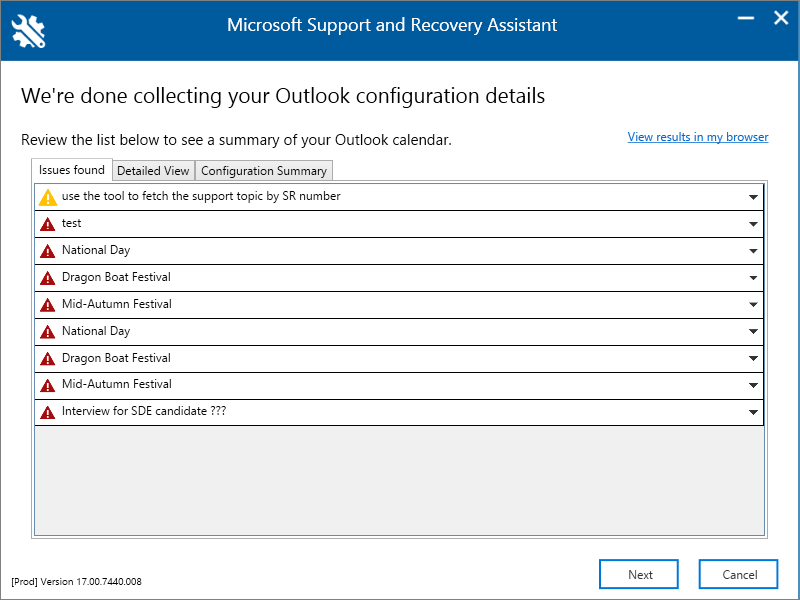 Microsoft Support and Recovery Assistant
We're done collecting your Outlook configuration details
Review the list below to see a summary of your Outlook calendar.
View results in my browser
Issues found
Detailed View
Configuration Summary
use the tool to fetch the support topic by SR number
test
National Day
Dragon Boat Festival
Mid-Autumn Festival
National Day
Dragon Boat Festival
Mid-Autumn Festival
Interview for SDE candidate ???
[Prod] Version 17.00.7440.008
Next
Cancel